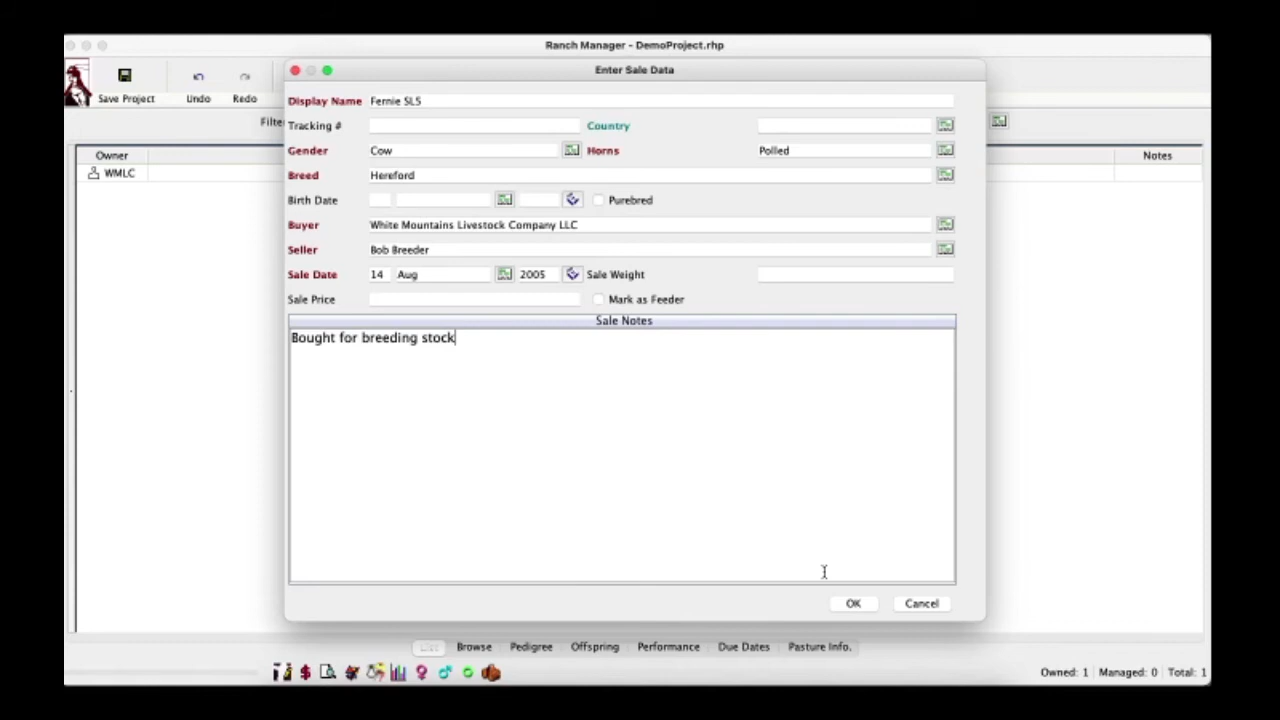 Ranch Manager - DemoProject.rhp
Enter Sale Data
Save Project Undo Redo
Display Name Fernie SLS
Tracking # Country
Gender Cow Horns Polled
Breed Hereford
Birth Date Purebred
Buyer White Mountains Livestock Company LLC
Seller Bob Breeder
Sale Date 14 Aug 2005 Sale Weight
Sale Price Mark as Feeder
Sale Notes
Bought for breeding stock
OK Cancel
Filte
Owner Notes
WMLC
List Browse Pedigree Offspring Performance Due Dates Pasture Info.
Owned: 1 Managed: 0 Total: 1